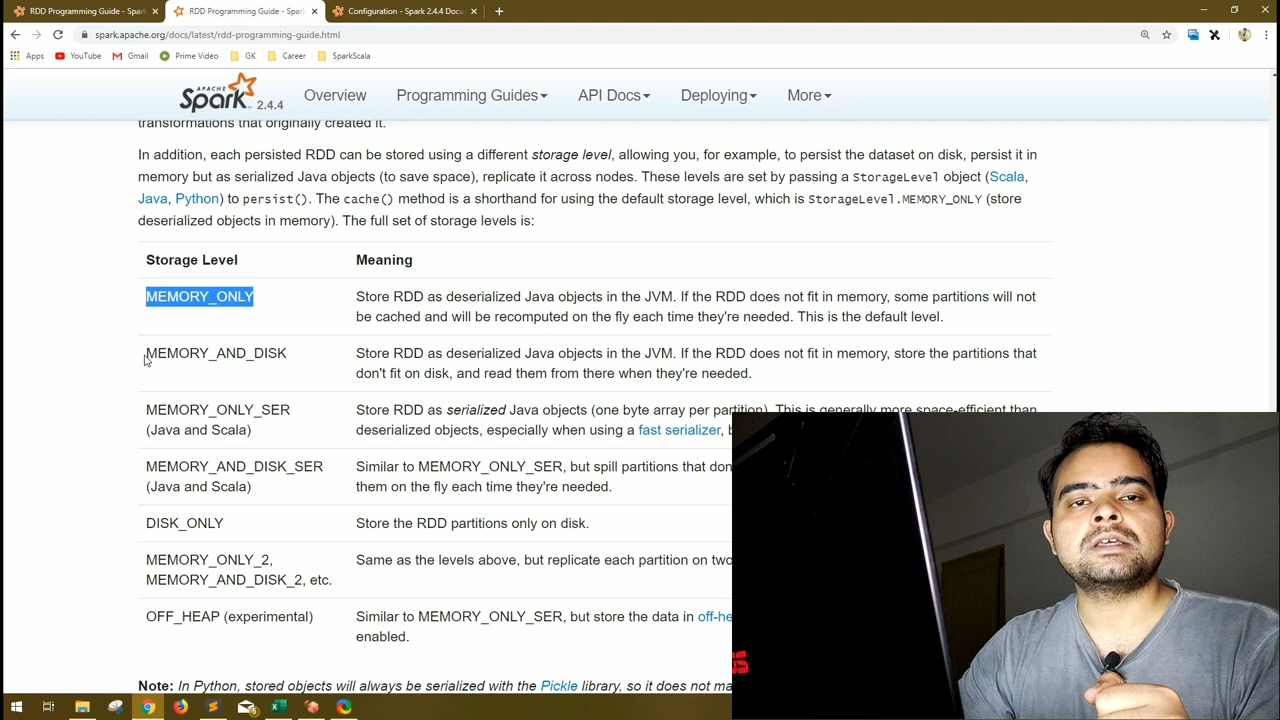 RDD Programming Guide - Spark
RDD Programming Guide - Spark
Configuration - Spark 2.4.4 Docu
spark.apache.org/docs/latest/rdd-programming-guide.html
Apps YouTube Gmail Prime Video GK Career SparkScala
APACHE Spark 2.4.4 Overview Programming Guides API Docs Deploying More
transformations that originally created it.
In addition, each persisted RDD can be stored using a different storage level, allowing you, for example, to persist the dataset on disk, persist it in
memory but as serialized Java objects (to save space), replicate it across nodes. These levels are set by passing a StorageLevel object (Scala,
Java, Python) to persist(). The cache() method is a shorthand for using the default storage level, which is StorageLevel.MEMORY_ONLY (store
deserialized objects in memory). The full set of storage levels is:
Storage Level Meaning
MEMORY_ONLY Store RDD as deserialized Java objects in the JVM. If the RDD does not fit in memory, some partitions will not
be cached and will be recomputed on the fly each time they're needed. This is the default level.
MEMORY_AND_DISK Store RDD as deserialized Java objects in the JVM. If the RDD does not fit in memory, store the partitions that
don't fit on disk, and read them from there when they're needed.
MEMORY_ONLY_SER Store RDD as serialized Java objects (one byte array per partition). This is generally more space-efficient than
(Java and Scala) deserialized objects, especially when using a fast serializer,
MEMORY_AND_DISK_SER Similar to MEMORY_ONLY_SER, but spill partitions that don
(Java and Scala) them on the fly each time they're needed.
DISK_ONLY Store the RDD partitions only on disk.
MEMORY_ONLY_2, Same as the levels above, but replicate each partition on two
MEMORY_AND_DISK_2, etc.
OFF_HEAP (experimental) Similar to MEMORY_ONLY_SER, but store the data in off-he
enabled.
Note: In Python, stored objects will always be serialized with the Pickle library, so it does not ma